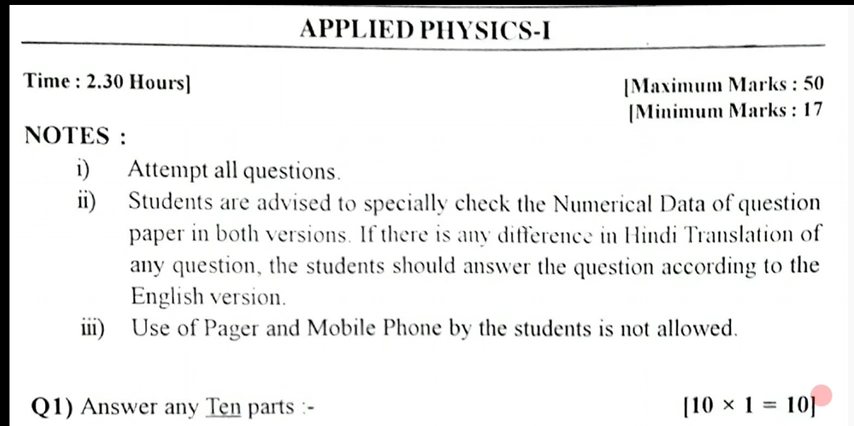 APPLIED PHYSICS-I
Time : 2.30 Hours]
[Maximum Marks : 50
[Minimum Marks : 17
NOTES :
i) Attempt all questions.
ii) Students are advised to specially check the Numerical Data of question
paper in both versions. If there is any difference in Hindi Translation of
any question, the students should answer the question according to the
English version.
iii) Use of Pager and Mobile Phone by the students is not allowed.
Q1) Answer any Ten parts :-
[10 × 1 = 10]